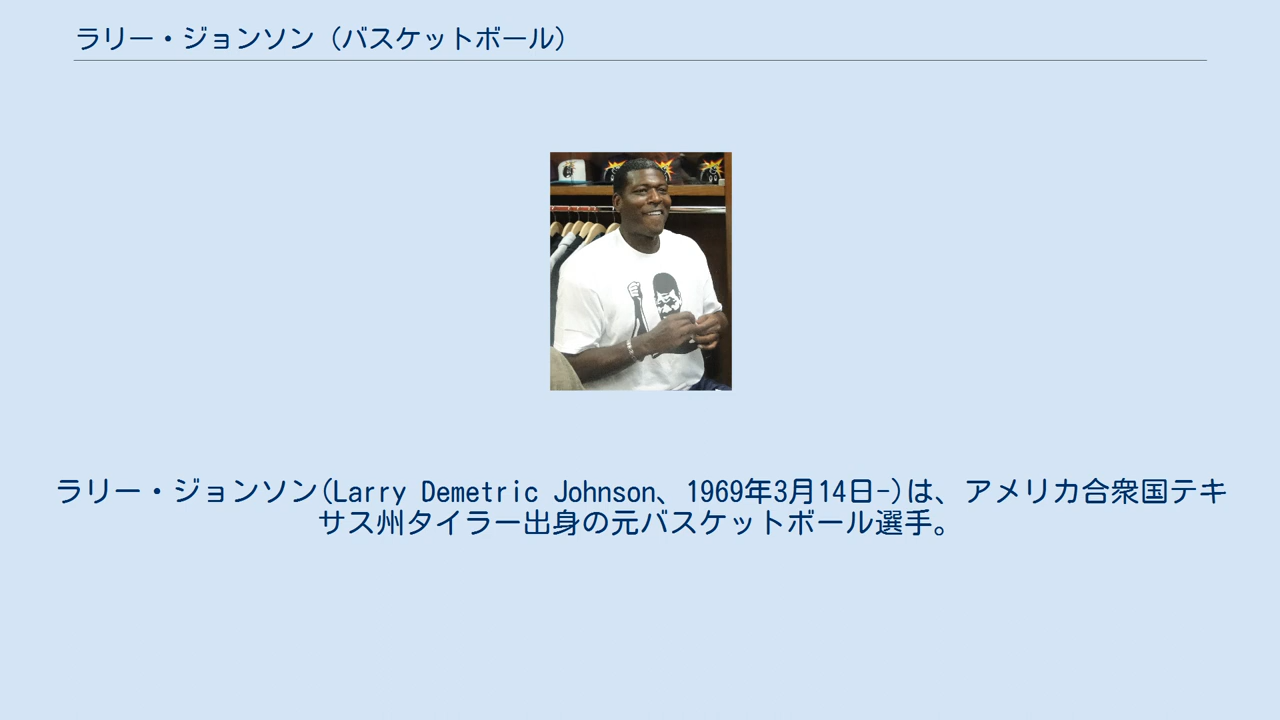 ラリー・ジョンソン（バスケットボール）
ラリー・ジョンソン(Larry Demetric Johnson、1969年3月14日-)は、アメリカ合衆国テキ
サス州タイラー出身の元バスケットボール選手。